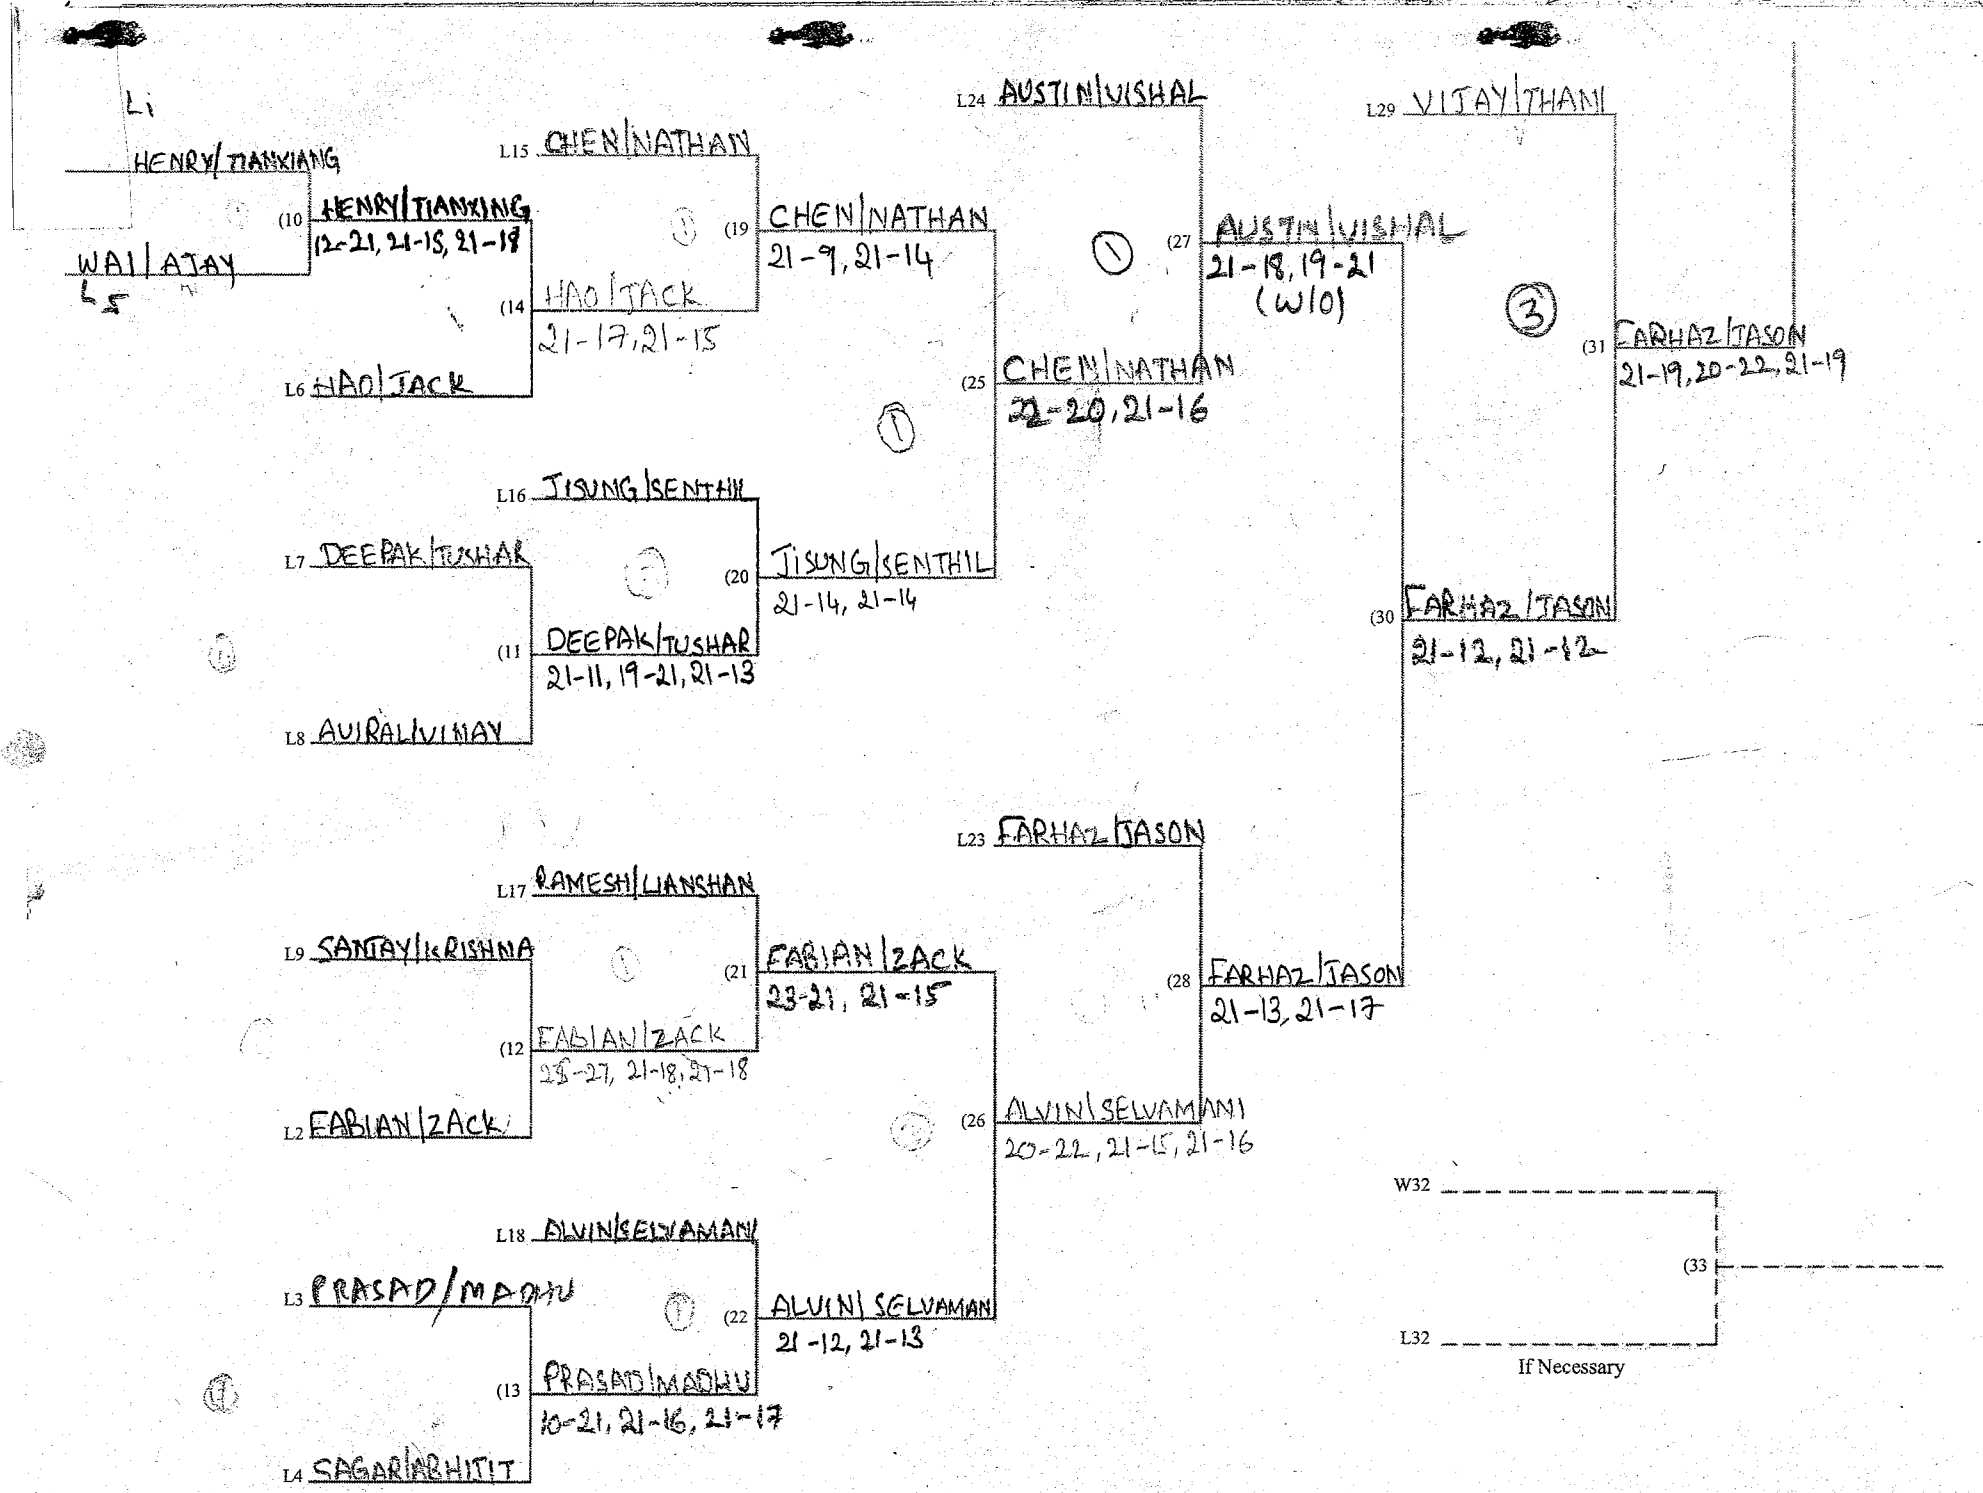 Li
HENRY/TIANXIANG
(10
HENRY/TIANXING
12-21, 21-15, 21-18
WAI/AJAY
L5
(14
HAO/JACK
21-17, 21-15
L6 HAO/JACK
L15 CHEN/NATHAN
(19
CHEN/NATHAN
21-9, 21-14
L7 DEEPAK/TUSHAR
(11
DEEPAK/TUSHAR
21-11, 19-21, 21-13
L8 AVIRAL/VINAY
L16 JISUNG/SENTHIL
(20
JISUNG/SENTHIL
21-14, 21-14
(25
CHEN/NATHAN
22-20, 21-16
1
L24 AUSTIN/VISHAL
1
(27
AUSTIN/VISHAL
21-18, 19-21
(W/O)
L9 SANJAY/KRISHNA
(12
FABIAN/ZACK
21-18, 21-18
L2 FABIAN/ZACK
L17 RAMESH/LIANSHAN
(21
FABIAN/ZACK
23-21, 21-15
L3 PRASAD/MADHU
(13
PRASAD/MADHU
10-21, 21-16, 21-17
L4 SAGAR/ABHIJIT
L18 ALVIN/SELVAMANI
(22
ALVIN/SELVAMANI
21-12, 21-13
(26
ALVIN/SELVAMANI
20-22, 21-15, 21-16
L23 FARHAZ/JASON
(28
FARHAZ/JASON
21-13, 21-17
(30
FARHAZ/JASON
21-12, 21-12
L29 VIJAY/THANI
3
(31
FARHAZ/JASON
21-19, 20-22, 21-19
W32
(33
L32
If Necessary